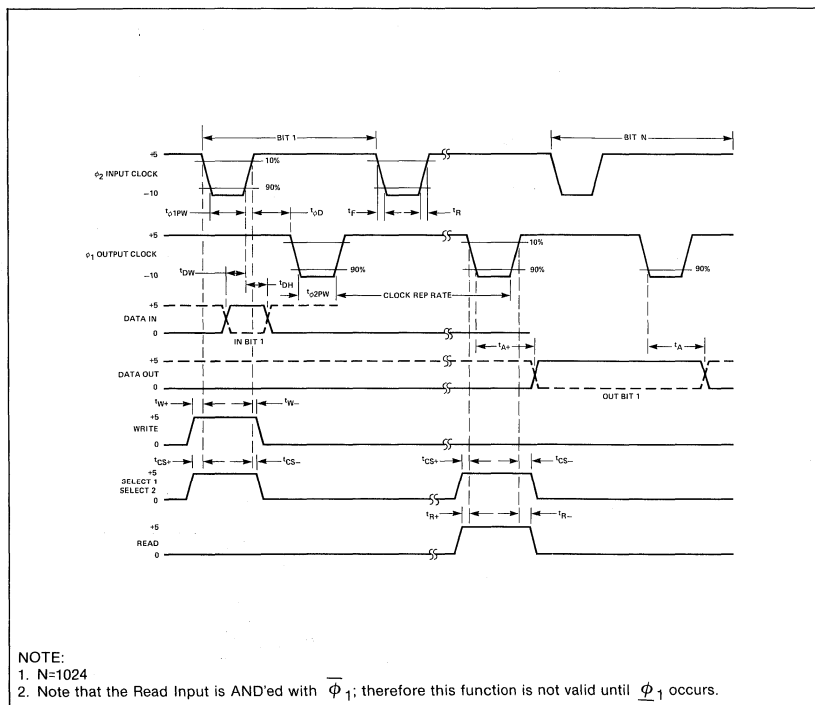 BIT 1 BIT N
+5
10%
ϕ2 INPUT CLOCK
90%
−10
tϕ1PW tϕD tF tR
+5
10%
ϕ1 OUTPUT CLOCK
90% 90% 90%
−10
tDW tDH
tϕ2PW CLOCK REP RATE
+5
DATA IN
0
IN BIT 1
tA+ tA
+5
DATA OUT
0
OUT BIT 1
tW+ tW−
+5
WRITE
0
tCS+ tCS− tCS+ tCS−
+5
SELECT 1
SELECT 2
0
tR+ tR−
+5
READ
0
NOTE:
1. N=1024
2. Note that the Read Input is AND'ed with ϕ̅1; therefore this function is not valid until ϕ̲1 occurs.